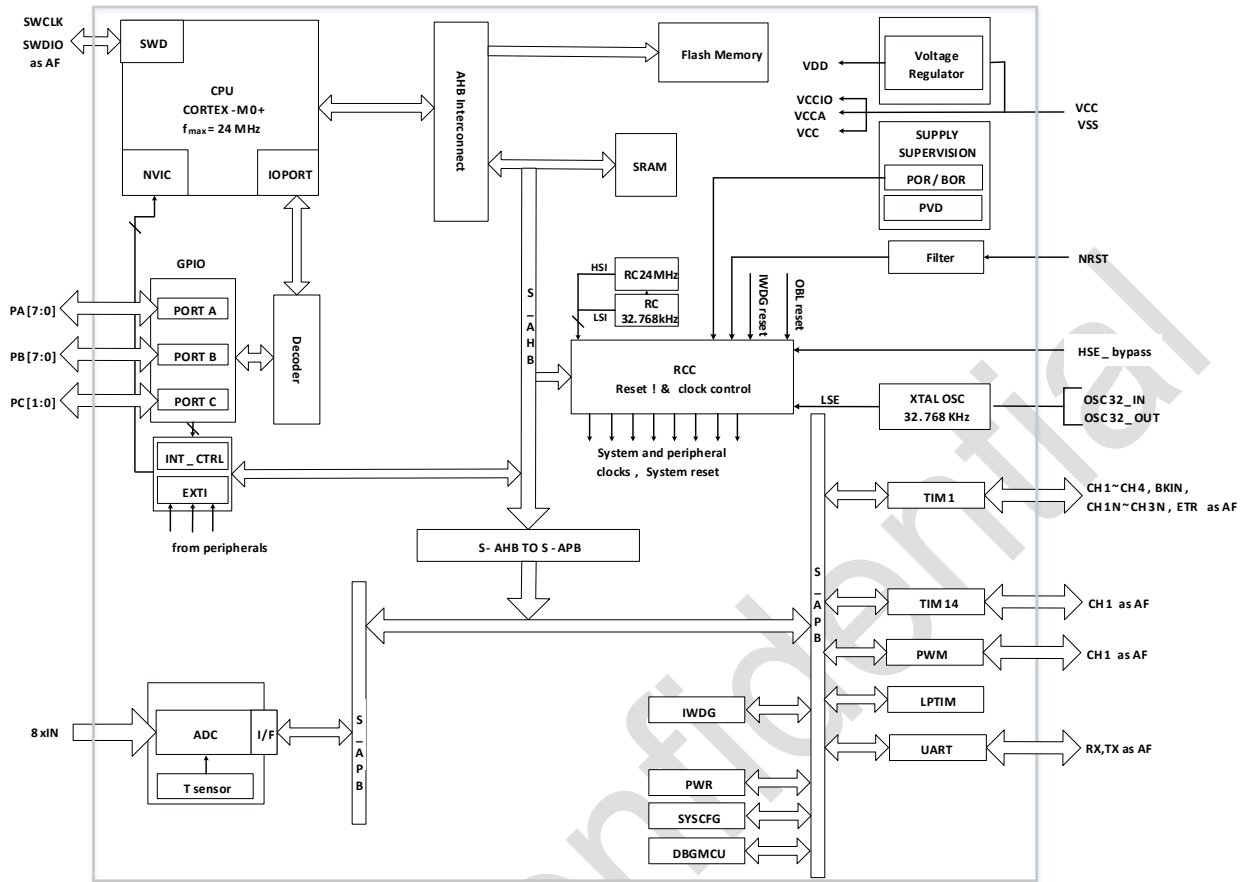 SWCLK
SWDIO
as AF
SWD
CPU
CORTEX-M0+
fmax = 24 MHz
NVIC
IOPORT
AHB Interconnect
Flash Memory
SRAM
Voltage
Regulator
VDD
VCCIO
VCCA
VCC
VCC
VSS
SUPPLY
SUPERVISION
POR/BOR
PVD
Filter
NRST
GPIO
PORT A
PORT B
PORT C
PA[7:0]
PB[7:0]
PC[1:0]
Decoder
INT_CTRL
EXTI
from peripherals
S_AHB
HSI
RC24MHz
LSI
RC
32.768kHz
IWDG reset
OBL reset
RCC
Reset ! & clock control
HSE_bypass
LSE
XTAL OSC
32.768 KHz
OSC32_IN
OSC32_OUT
System and peripheral
clocks, System reset
S-AHB TO S-APB
S_APB
S_APB
TIM1
CH1~CH4, BKIN,
CH1N~CH3N, ETR as AF
TIM14
CH1 as AF
PWM
CH1 as AF
LPTIM
UART
RX,TX as AF
8xIN
ADC
I/F
T sensor
IWDG
PWR
SYSCFG
DBGMCU
nfidential